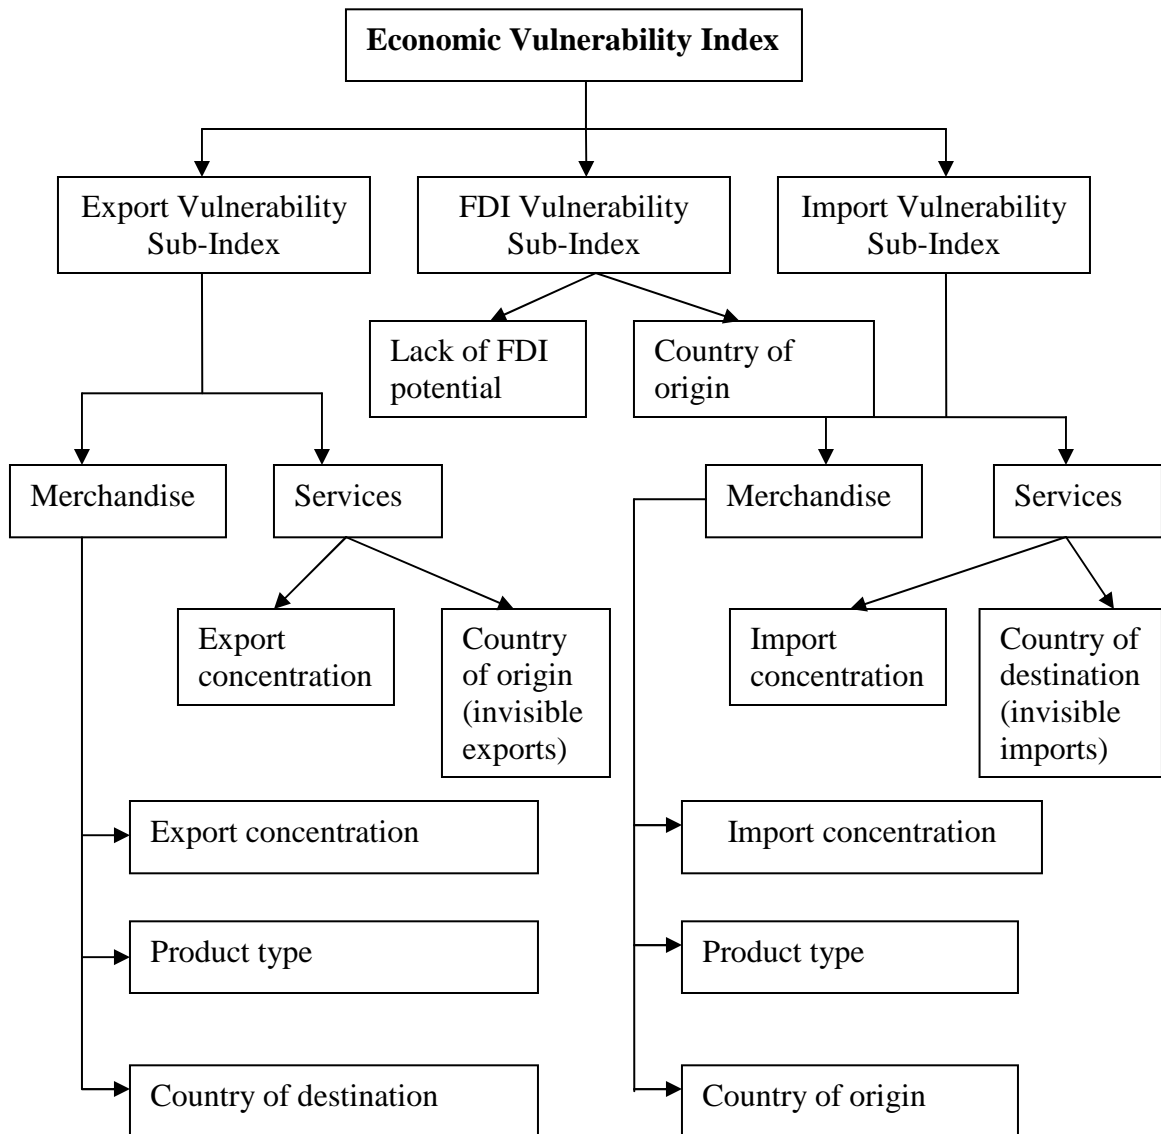 Economic Vulnerability Index
Export Vulnerability
Sub-Index
FDI Vulnerability
Sub-Index
Import Vulnerability
Sub-Index
Lack of FDI
potential
Country of
origin
Merchandise
Services
Merchandise
Services
Export
concentration
Country
of origin
(invisible
exports)
Import
concentration
Country of
destination
(invisible
imports)
Export concentration
Import concentration
Product type
Product type
Country of destination
Country of origin